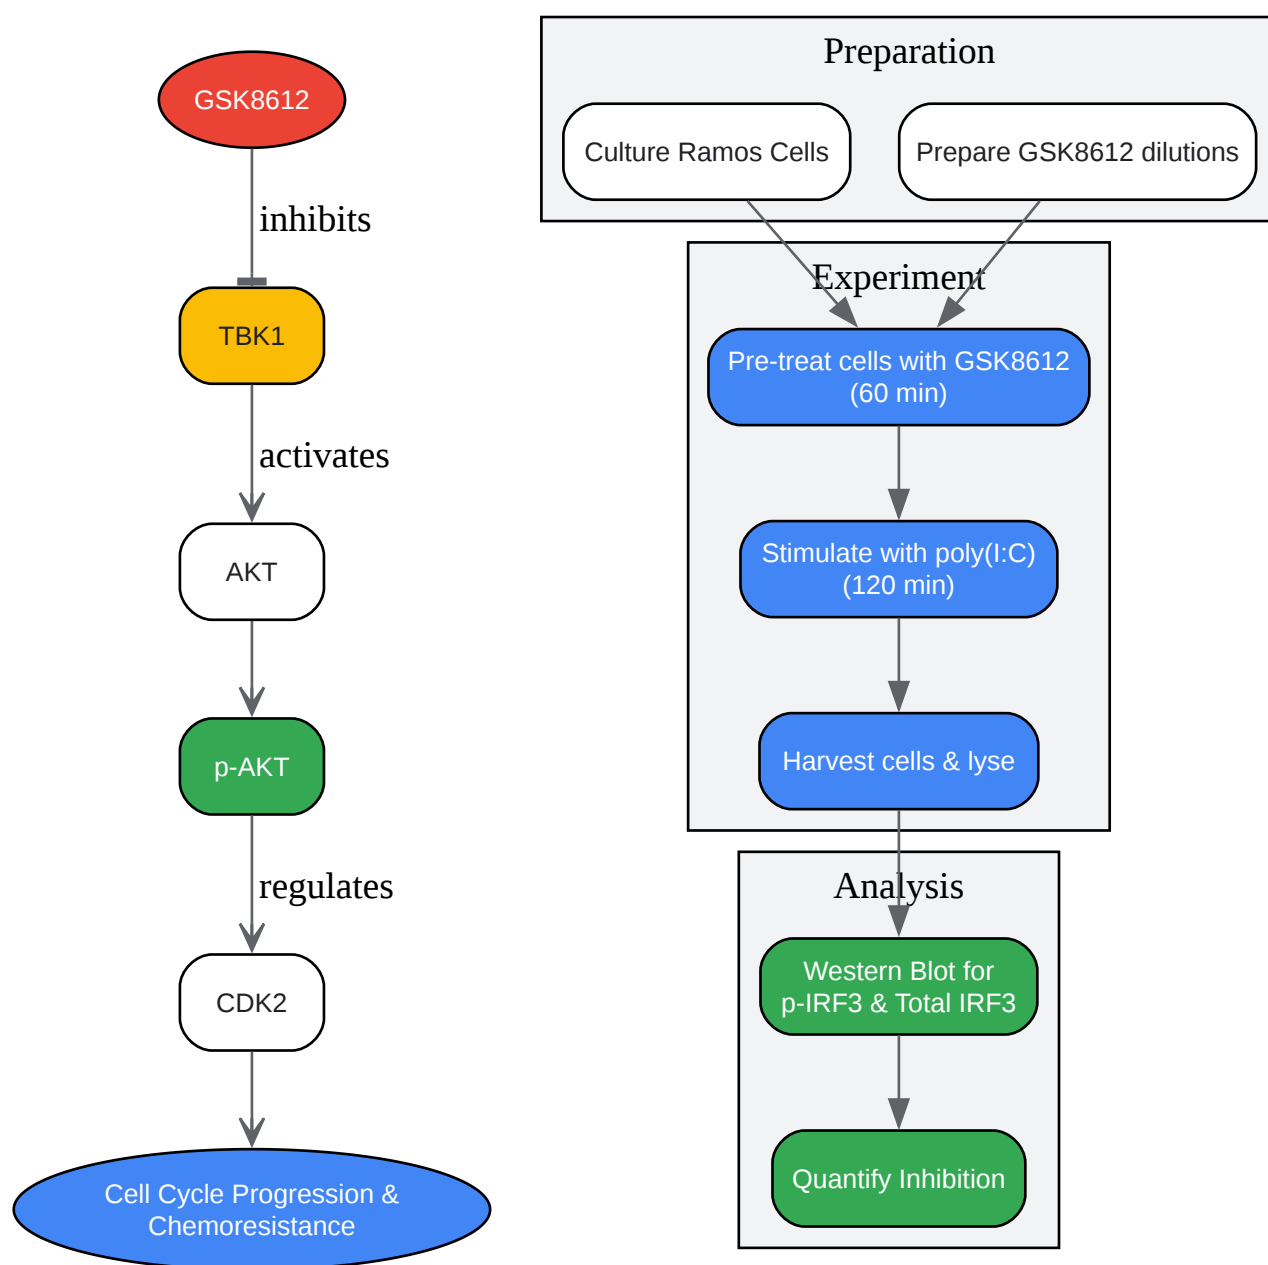 GSK8612
inhibits
TBK1
activates
AKT
p-AKT
regulates
CDK2
Cell Cycle Progression &
Chemoresistance
Preparation
Culture Ramos Cells
Prepare GSK8612 dilutions
Experiment
Pre-treat cells with GSK8612
(60 min)
Stimulate with poly(I:C)
(120 min)
Harvest cells & lyse
Analysis
Western Blot for
p-IRF3 & Total IRF3
Quantify Inhibition